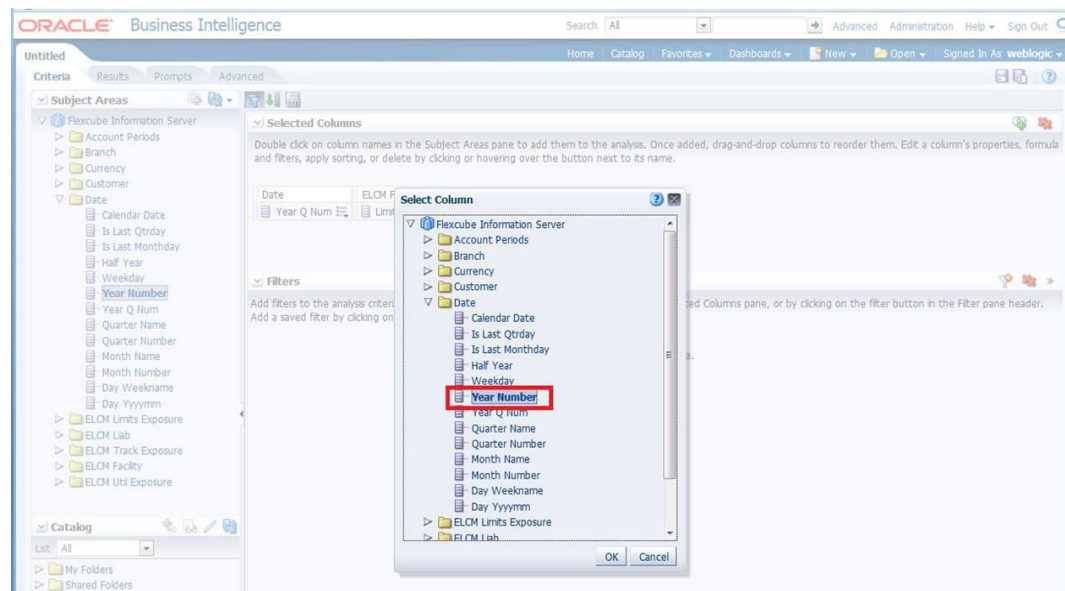 ORACLE Business Intelligence
Search All Advanced Administration Help Sign Out
Untitled
Home Catalog Favorites Dashboards New Open Signed In As weblogic
Criteria Results Prompts Advanced
Subject Areas
Flexcube Information Server
Account Periods
Branch
Currency
Customer
Date
Calendar Date
Is Last Qtrday
Is Last Monthday
Half Year
Weekday
Year Number
Year Q Num
Quarter Name
Quarter Number
Month Name
Month Number
Day Weekname
Day Yyyymm
ELCM Limits Exposure
ELCM Liab
ELCM Track Exposure
ELCM Facility
ELCM Util Exposure
Catalog
List All
My Folders
Shared Folders
Selected Columns
Double click on column names in the Subject Areas pane to add them to the analysis. Once added, drag-and-drop columns to reorder them. Edit a column's properties, formula
and filters, apply sorting, or delete by clicking or hovering over the button next to its name.
Date ELCM
Year Q Num
Filters
Add filters to the analysis Columns pane, or by clicking on the filter button in the Filter pane header.
Add a saved filter by clicking on
Select Column
Flexcube Information Server
Account Periods
Branch
Currency
Customer
Date
Calendar Date
Is Last Qtrday
Is Last Monthday
Half Year
Weekday
Year Number
Year Q Num
Quarter Name
Quarter Number
Month Name
Month Number
Day Weekname
Day Yyyymm
ELCM Limits Exposure
ELCM Liab
OK Cancel